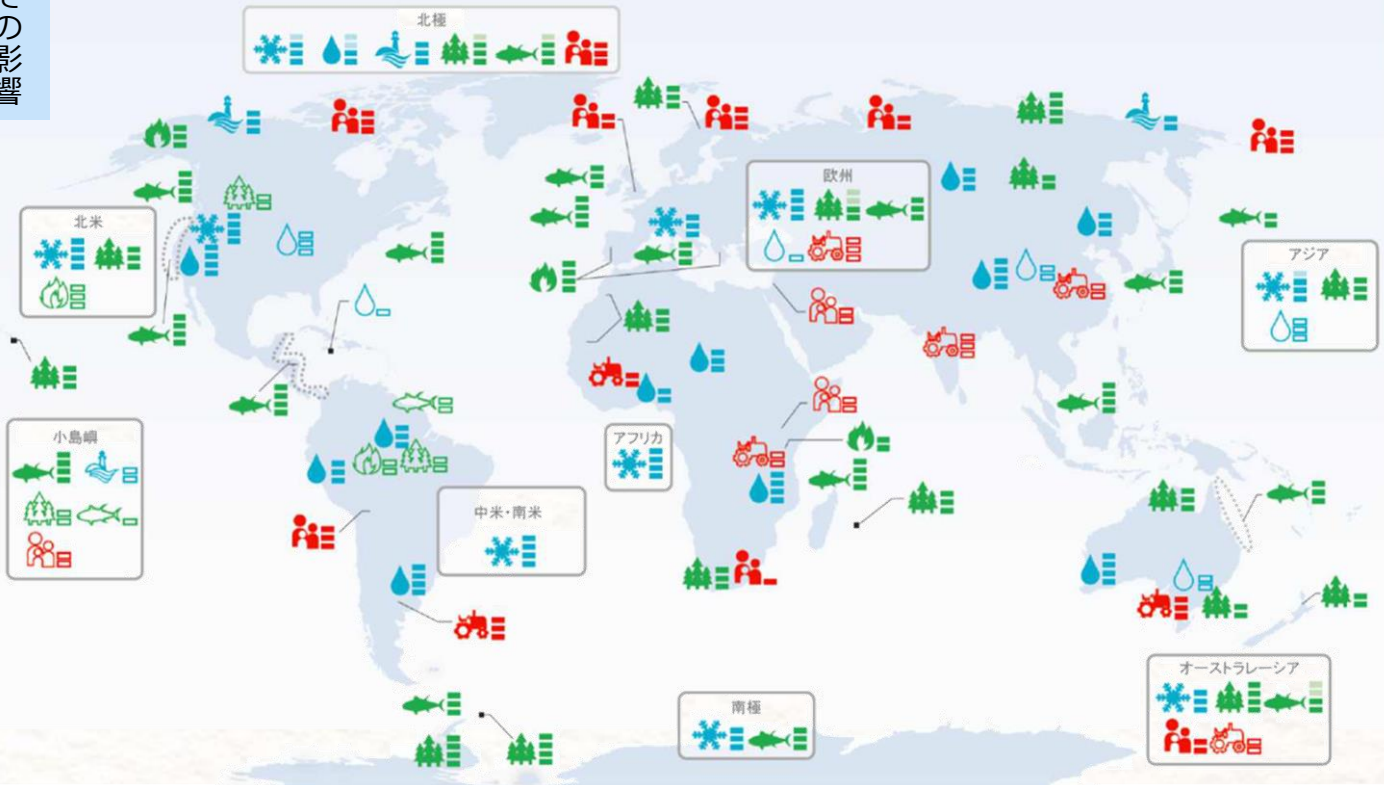 その影響
北極
欧州
北米
アジア
小島嶼
アフリカ
中米・南米
オーストラレーシア
南極